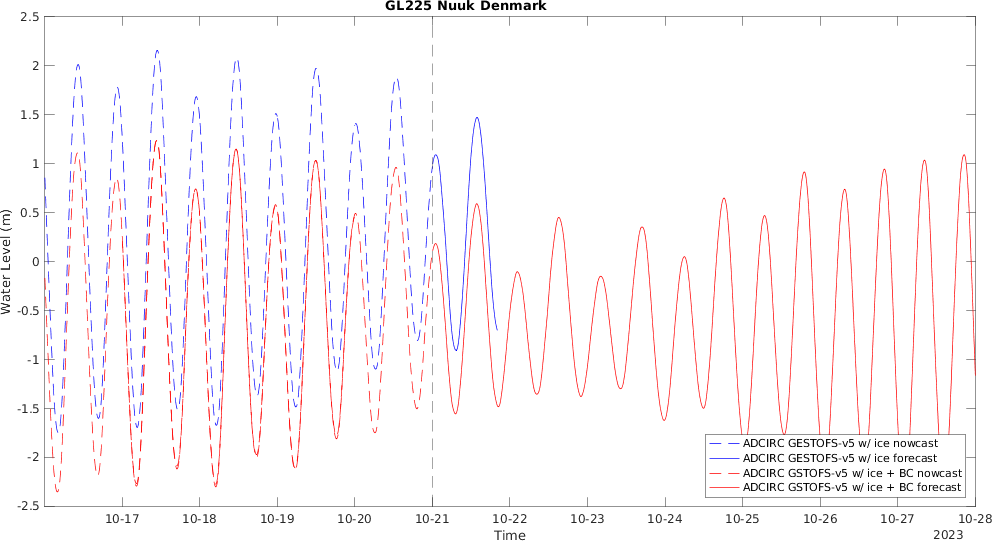 GL225 Nuuk Denmark
2.5
2
1.5
1
0.5
0
-0.5
-1
-1.5
-2
-2.5
Water Level (m)
ADCIRC GESTOFS-v5 w/ ice nowcast
ADCIRC GESTOFS-v5 w/ ice forecast
ADCIRC GSTOFS-v5 w/ ice + BC nowcast
ADCIRC GSTOFS-v5 w/ ice + BC forecast
10-17 10-18 10-19 10-20 10-21 10-22 10-23 10-24 10-25 10-26 10-27 10-28
Time
2023